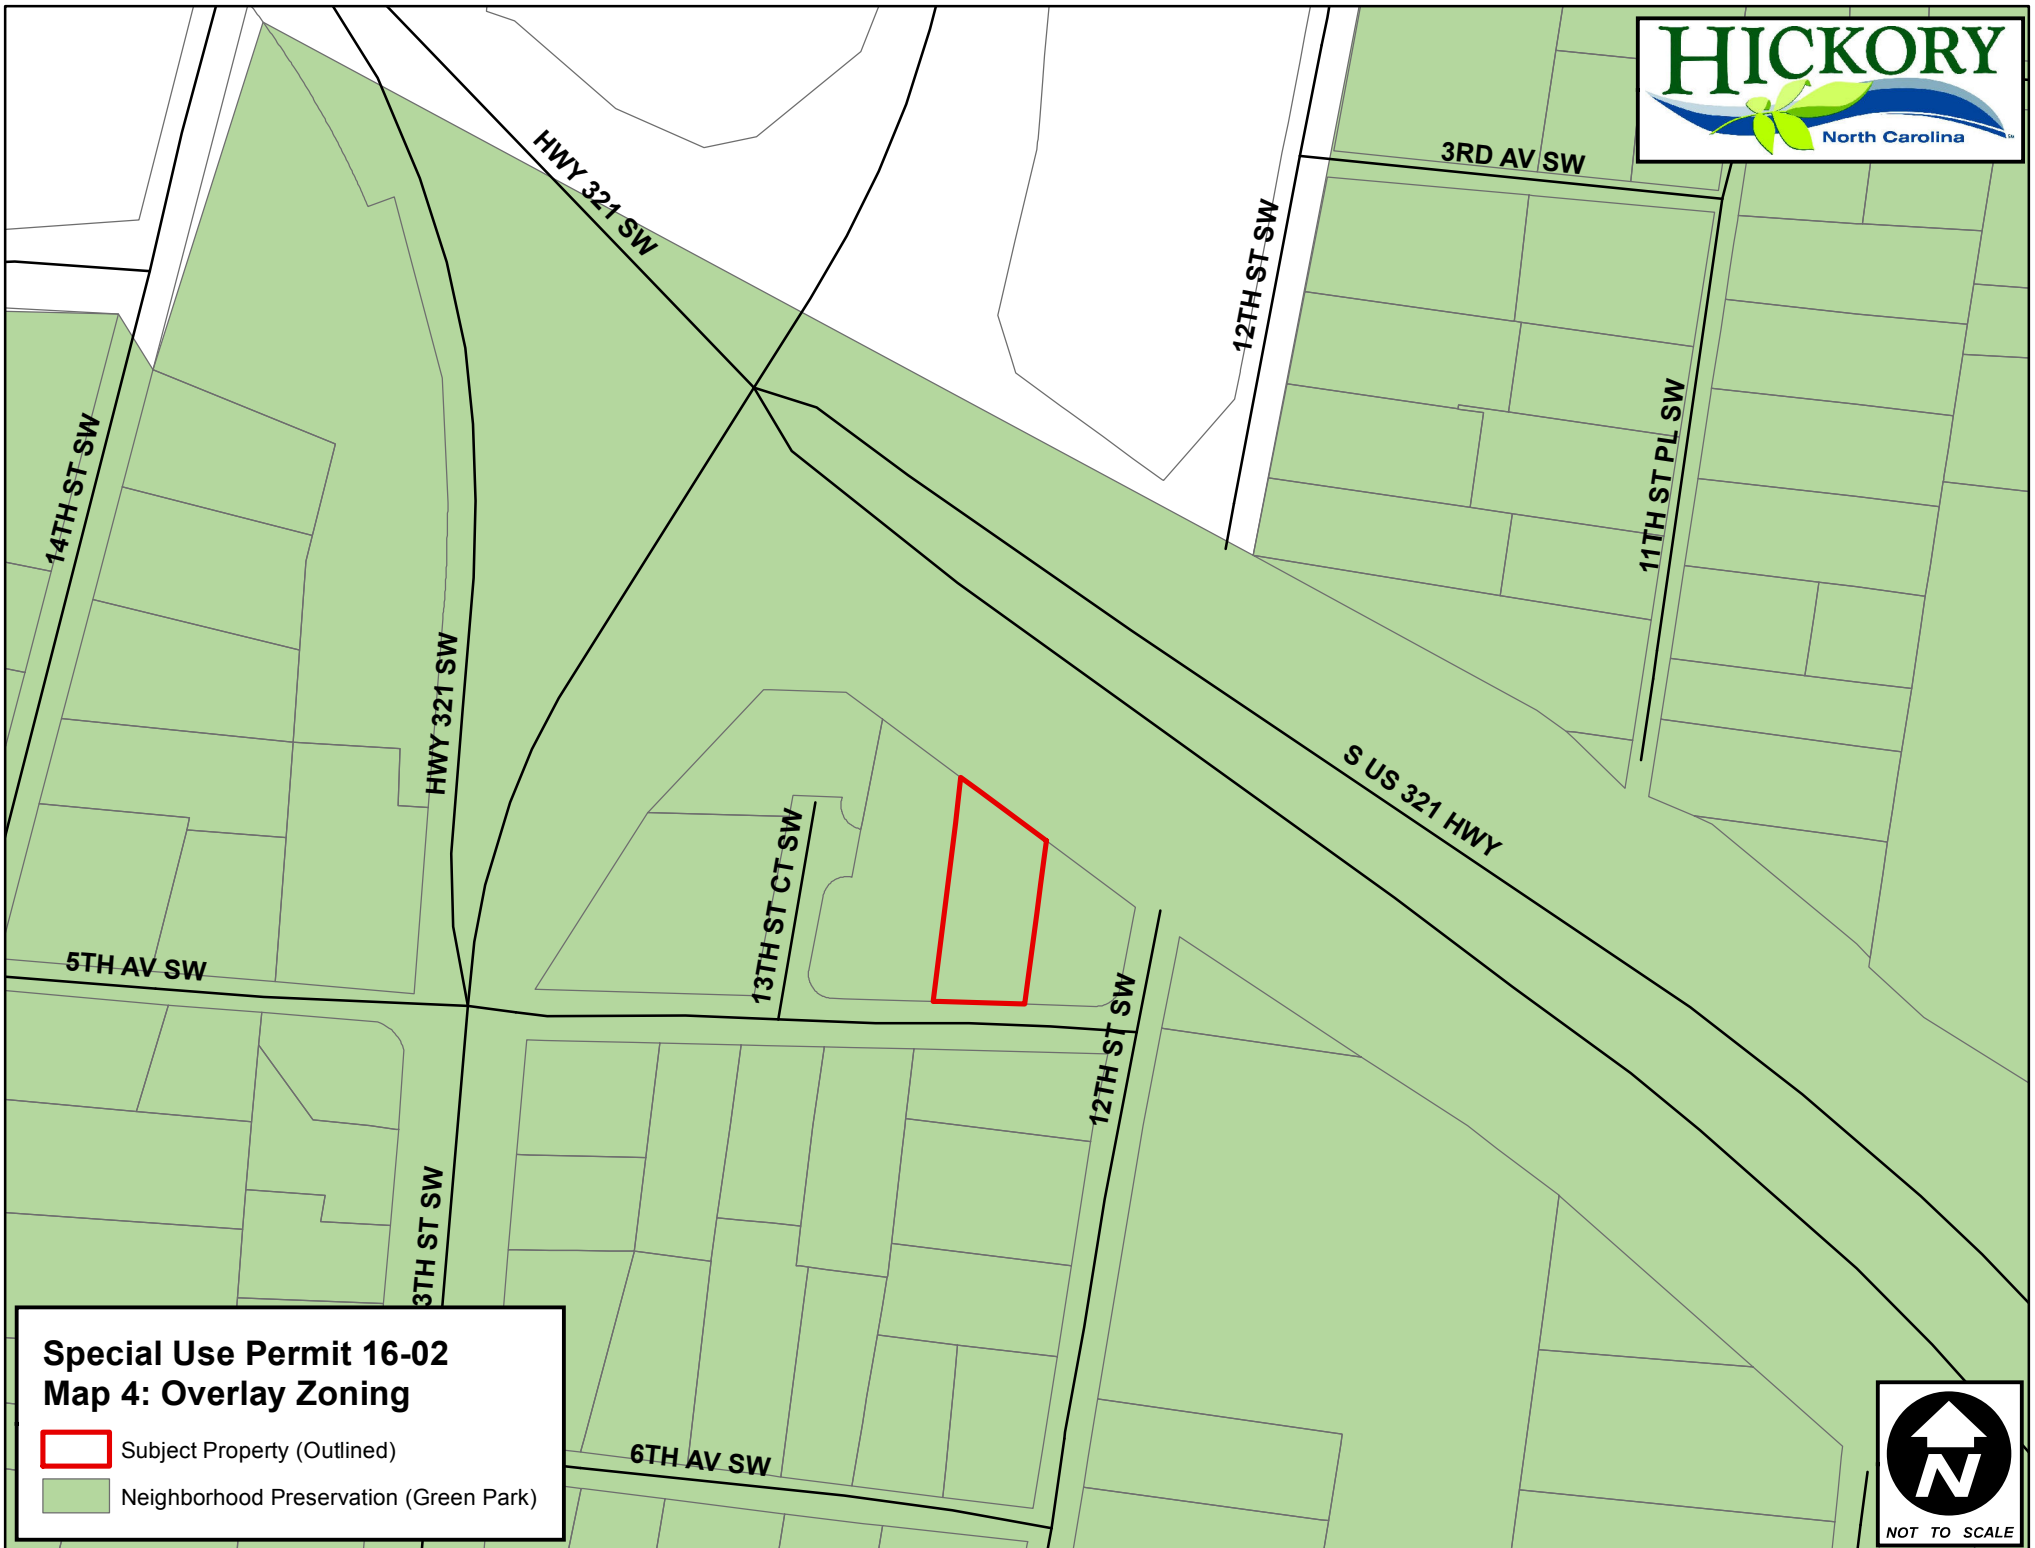 HICKORY
North Carolina
SM
3RD AV SW
HWY 321 SW
12TH ST SW
11TH ST PL SW
14TH ST SW
HWY 321 SW
S US 321 HWY
13TH ST CT SW
5TH AV SW
12TH ST SW
3TH ST SW
6TH AV SW
Special Use Permit 16-02
Map 4: Overlay Zoning
Subject Property (Outlined)
Neighborhood Preservation (Green Park)
N
NOT TO SCALE